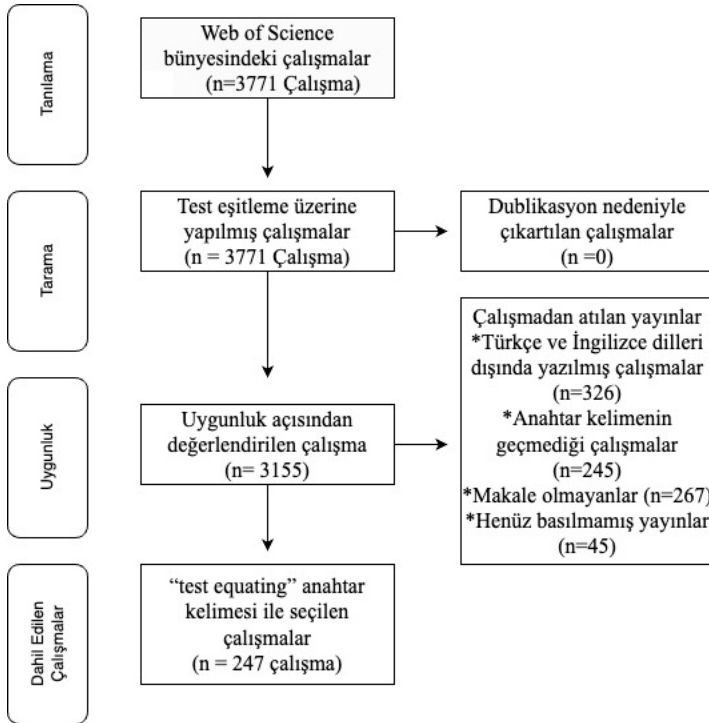 Tanılama
Web of Science
bünyesindeki çalışmalar
(n=3771 Çalışma)
Tarama
Test eşitleme üzerine
yapılmış çalışmalar
(n = 3771 Çalışma)
Dublikasyon nedeniyle
çıkartılan çalışmalar
(n =0)
Uygunluk
Uygunluk açısından
değerlendirilen çalışma
(n= 3155)
Çalışmadan atılan yayınlar
*Türkçe ve İngilizce dilleri
dışında yazılmış çalışmalar
(n=326)
*Anahtar kelimenin
geçmediği çalışmalar
(n=245)
*Makale olmayanlar (n=267)
*Henüz basılmamış yayınlar
(n=45)
Dahil Edilen
Çalışmalar
“test equating” anahtar
kelimesi ile seçilen
çalışmalar
(n = 247 çalışma)